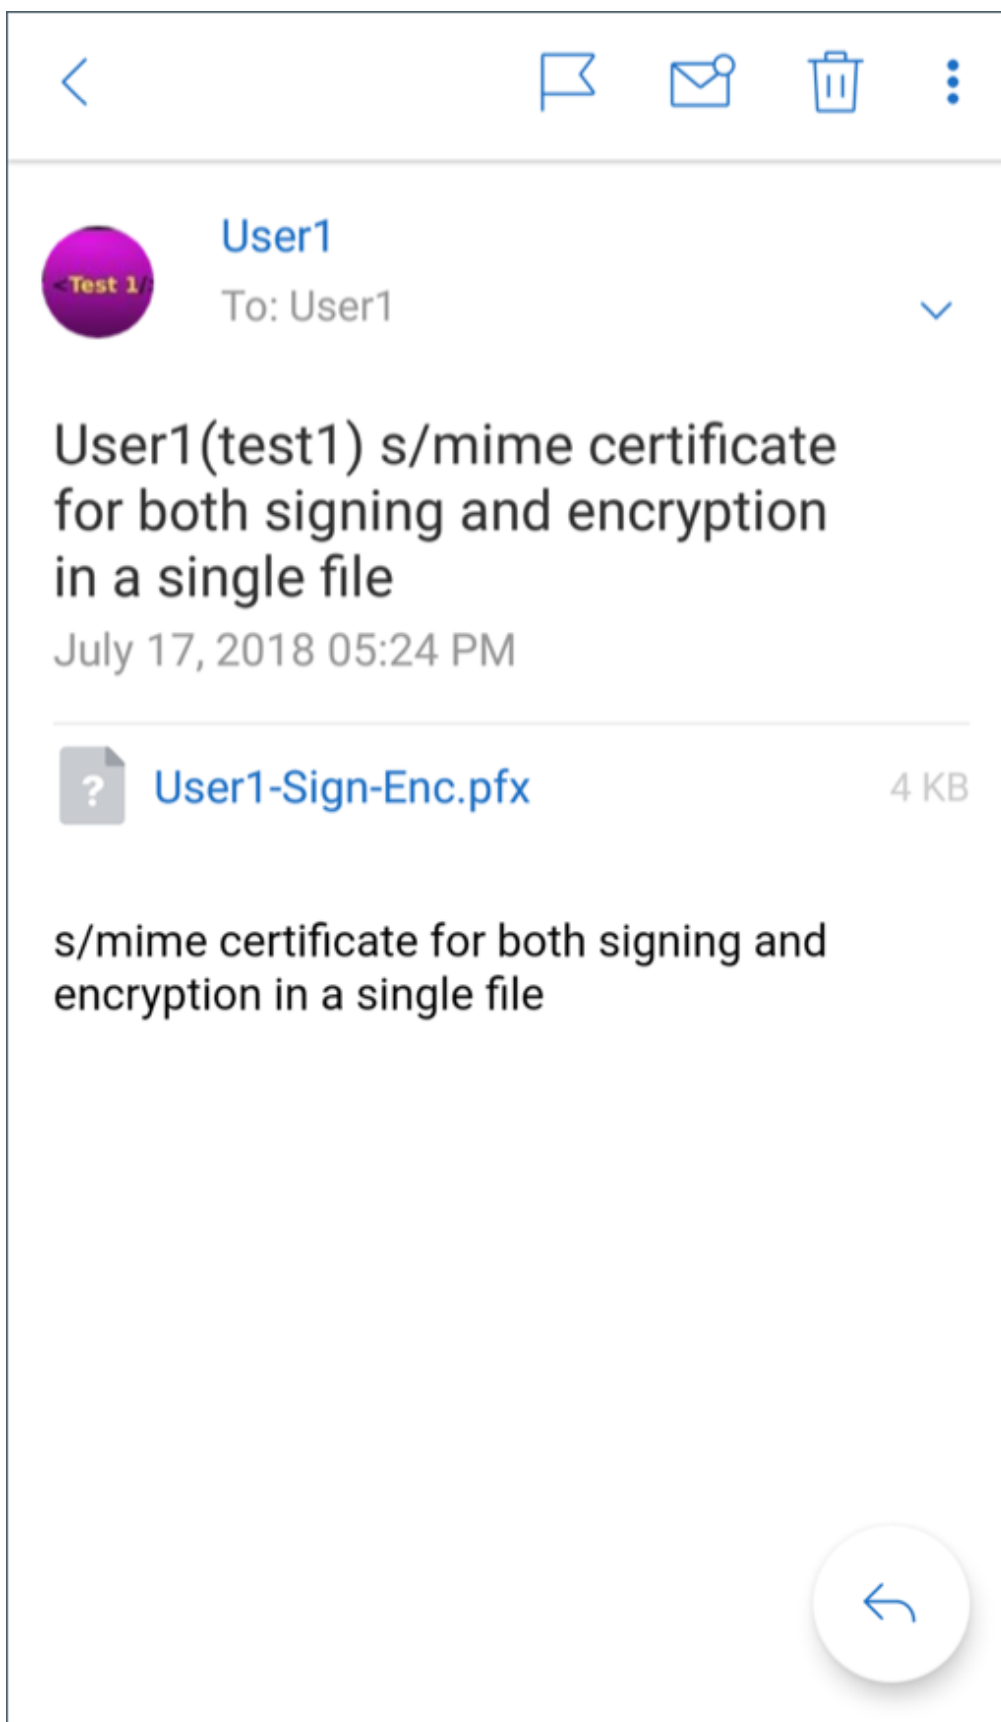 <Test 1/>
User1
To: User1
User1(test1) s/mime certificate
for both signing and encryption
in a single file
July 17, 2018 05:24 PM
?
User1-Sign-Enc.pfx 4 KB
s/mime certificate for both signing and
encryption in a single file